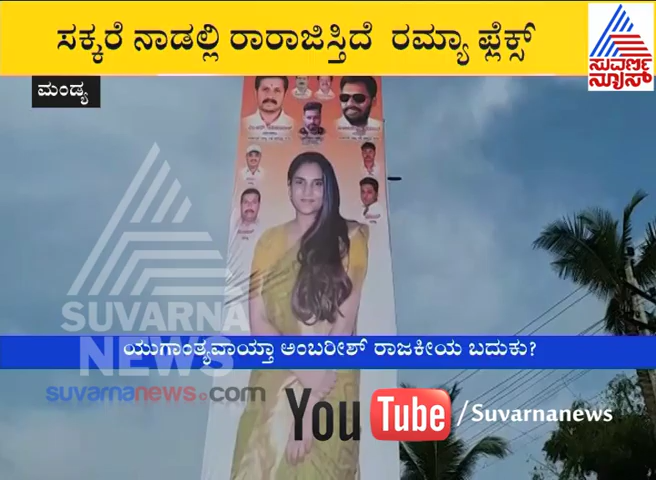 ಸಕ್ಕರೆ ನಾಡಲ್ಲಿ ರಾರಾಜಿಸ್ತಿದೆ ರಮ್ಯಾ ಫ್ಲೆಕ್ಸ್
ಸುವರ್ಣ
ನ್ಯೂಸ್
ಮಂಡ್ಯ
SUVARNA
NEWS
ಯುಗಾಂತ್ಯವಾಯ್ತಾ ಅಂಬರೀಶ್ ರಾಜಕೀಯ ಬದುಕು?
suvarnanews.com
YouTube /Suvarnanews